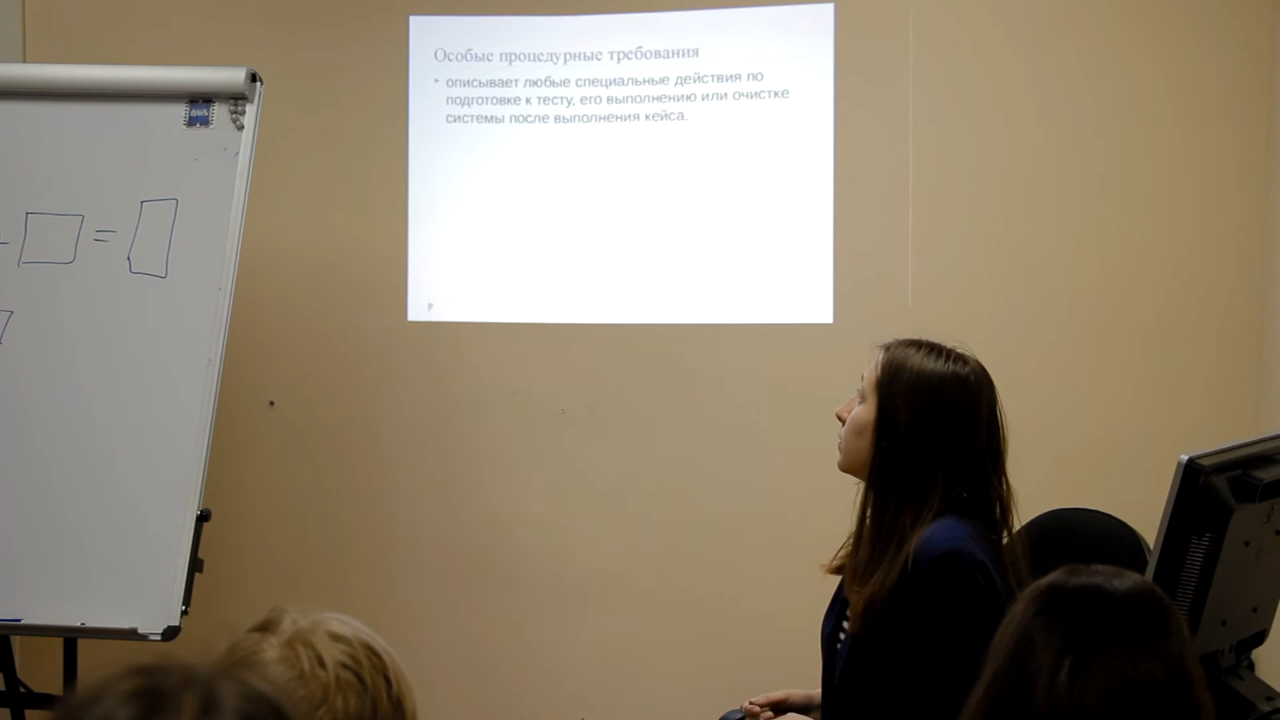 Особые процедурные требования
описывает любые специальные действия по
подготовке к тесту, его выполнению или очистке
системы после выполнения кейса.
+ =